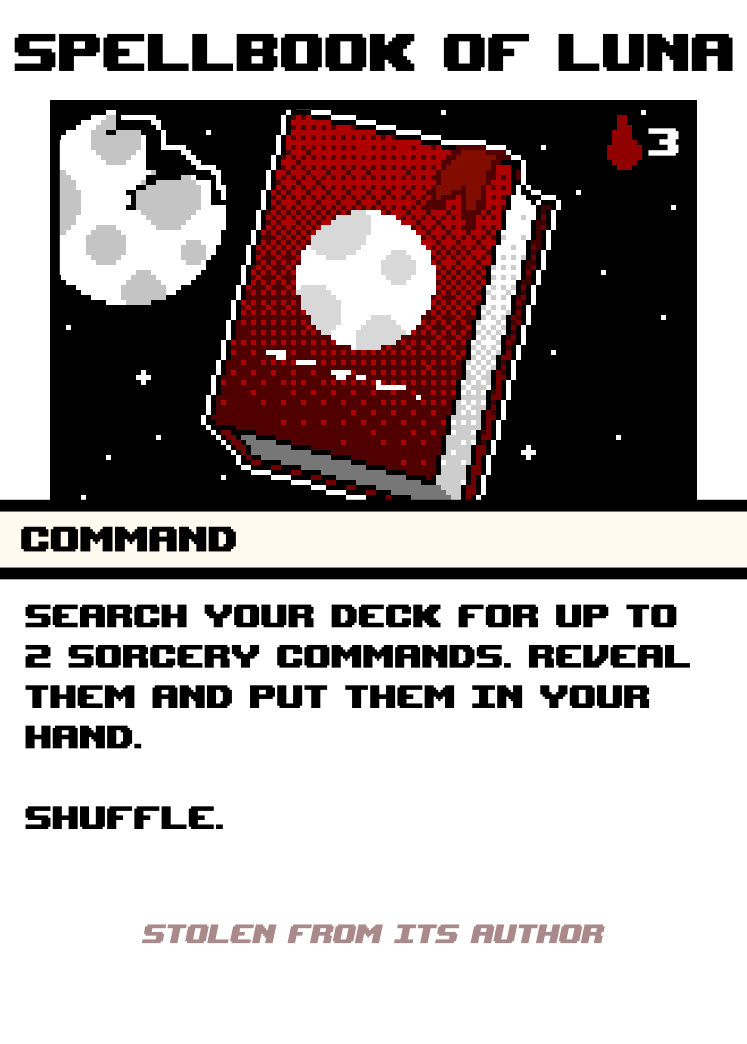 SPELLBOOK OF LUNA
3
COMMAND
SEARCH YOUR DECK FOR UP TO
2 SORCERY COMMANDS. REVEAL
THEM AND PUT THEM IN YOUR
HAND.
SHUFFLE.
STOLEN FROM ITS AUTHOR